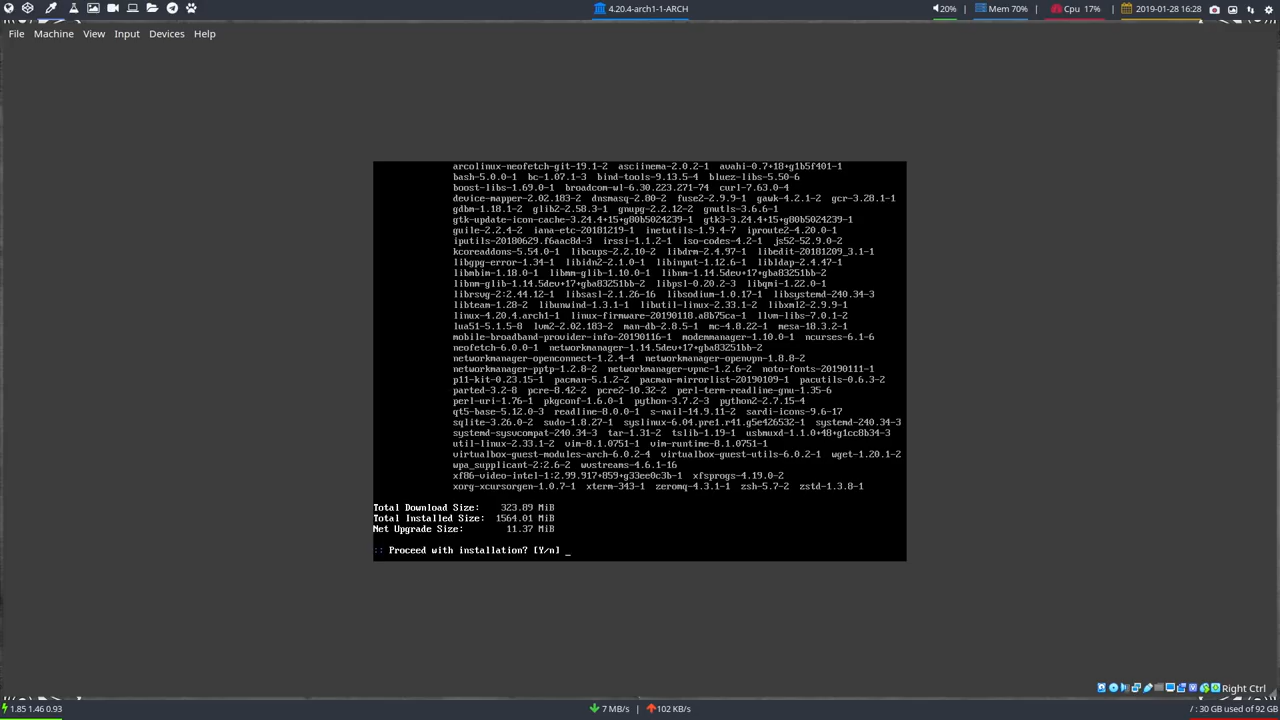 4.20.4-arch1-1-ARCH
20% | Mem 70% | Cpu 17% | 2019-01-28 16:28
File Machine View Input Devices Help
arcolinux-neofetch-git-19.1-2 asciinema-2.0.2-1 avahi-0.7+18+g1b5f401-1
bash-5.0.0-1 bc-1.07.1-3 bind-tools-9.13.5-4 bluez-libs-5.50-6
boost-libs-1.69.0-1 broadcom-wl-6.30.223.271-74 curl-7.63.0-4
device-mapper-2.02.183-2 dnsmasq-2.80-2 fuse2-2.9.9-1 gawk-4.2.1-2 gcr-3.28.1-1
gdbm-1.18.1-2 glib2-2.58.3-1 gnupg-2.2.12-2 gnutls-3.6.6-1
gtk-update-icon-cache-3.24.4+15+g80b5024239-1 gtk3-3.24.4+15+g80b5024239-1
guile-2.2.4-2 iana-etc-20181219-1 inetutils-1.9.4-7 iproute2-4.20.0-1
iputils-20180629.f6aac8d-3 irssi-1.1.2-1 iso-codes-4.2-1 js52-52.9.0-2
kcoreaddons-5.54.0-1 libcups-2.2.10-2 libdrm-2.4.97-1 libedit-20181209_3.1-1
libgpg-error-1.34-1 libidn2-2.1.0-1 libinput-1.12.6-1 libldap-2.4.47-1
libmbim-1.18.0-1 libmm-glib-1.10.0-1 libnm-1.14.5dev+17+gba83251bb-2
libnm-glib-1.14.5dev+17+gba83251bb-2 libpsl-0.20.2-3 libqmi-1.22.0-1
librsvg-2:2.44.12-1 libsasl-2.1.26-16 libsodium-1.0.17-1 libsystemd-240.34-3
libteam-1.28-2 libunwind-1.3.1-1 libutil-linux-2.33.1-2 libxml2-2.9.9-1
linux-4.20.4.arch1-1 linux-firmware-20190118.a8b75ca-1 llvm-libs-7.0.1-2
lua51-5.1.5-8 lvm2-2.02.183-2 man-db-2.8.5-1 mc-4.8.22-1 mesa-18.3.2-1
mobile-broadband-provider-info-20190116-1 modemmanager-1.10.0-1 ncurses-6.1-6
neofetch-6.0.0-1 networkmanager-1.14.5dev+17+gba83251bb-2
networkmanager-openconnect-1.2.4-4 networkmanager-openvpn-1.8.8-2
networkmanager-pptp-1.2.8-2 networkmanager-vpnc-1.2.6-2 noto-fonts-20190111-1
p11-kit-0.23.15-1 pacman-5.1.2-2 pacman-mirrorlist-20190109-1 pacutils-0.6.3-2
parted-3.2-8 pcre-8.42-2 pcre2-10.32-2 perl-term-readline-gnu-1.35-6
perl-uri-1.76-1 pkgconf-1.6.0-1 python-3.7.2-3 python2-2.7.15-4
qt5-base-5.12.0-3 readline-8.0.0-1 s-nail-14.9.11-2 sardi-icons-9.6-17
sqlite-3.26.0-2 sudo-1.8.27-1 syslinux-6.04.pre1.r41.g5e426532-1 systemd-240.34-3
systemd-sysvcompat-240.34-3 tar-1.31-2 tslib-1.19-1 usbmuxd-1.1.0+48+g1cc8b34-3
util-linux-2.33.1-2 vim-8.1.0751-1 vim-runtime-8.1.0751-1
virtualbox-guest-modules-arch-6.0.2-4 virtualbox-guest-utils-6.0.2-1 wget-1.20.1-2
wpa_supplicant-2:2.6-2 wvstreams-4.6.1-16
xf86-video-intel-1:2.99.917+859+g33ee0c3b-1 xfsprogs-4.19.0-2
xorg-xcursorgen-1.0.7-1 xterm-343-1 zeromq-4.3.1-1 zsh-5.7-2 zstd-1.3.8-1
Total Download Size: 323.89 MiB
Total Installed Size: 1564.01 MiB
Net Upgrade Size: 11.37 MiB
:: Proceed with installation? [Y/n] _
Right Ctrl
1.85 1.46 0.93
7 MB/s | 102 KB/s
/ : 30 GB used of 92 GB